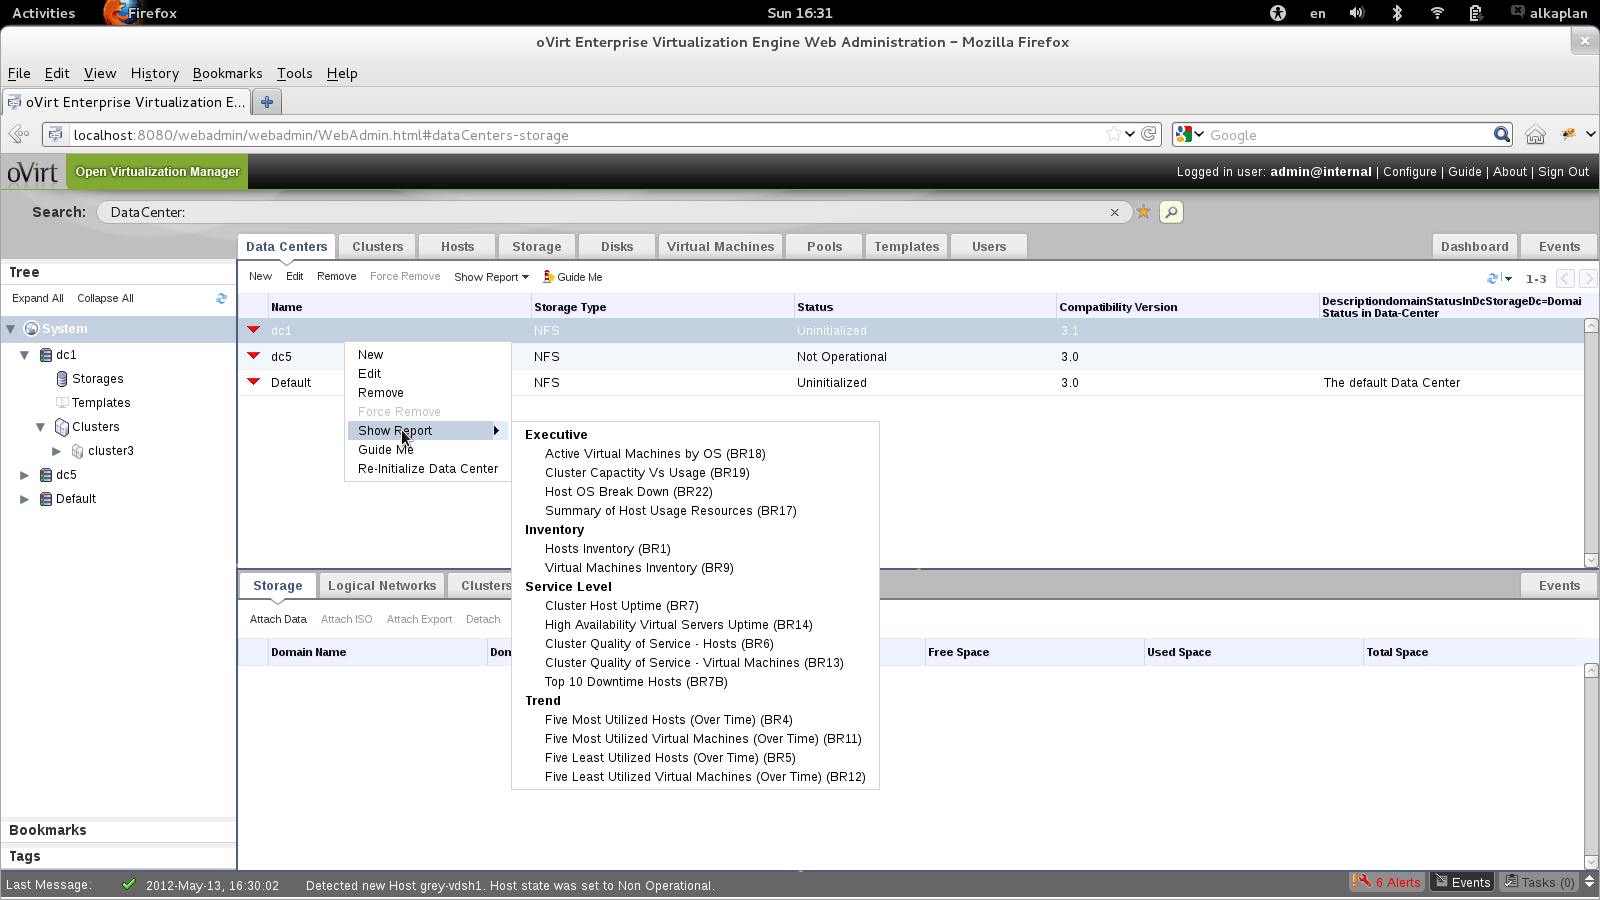 Activities Firefox Sun 16:31 en alkaplan
oVirt Enterprise Virtualization Engine Web Administration - Mozilla Firefox
File Edit View History Bookmarks Tools Help
oVirt Enterprise Virtualization E...
localhost:8080/webadmin/webadmin/WebAdmin.html#dataCenters-storage Google
oVirt Open Virtualization Manager Logged in user: admin@internal | Configure | Guide | About | Sign Out
Search: DataCenter:
Data Centers Clusters Hosts Storage Disks Virtual Machines Pools Templates Users Dashboard Events
Tree
Expand All Collapse All
System
dc1
Storages
Templates
Clusters
cluster3
dc5
Default
Bookmarks
Tags
New Edit Remove Force Remove Show Report Guide Me 1-3
Name Storage Type Status Compatibility Version DescriptiondomainStatusInDcStorageDc=Domai
Status in Data-Center
dc1 NFS Uninitialized 3.1
dc5 NFS Not Operational 3.0
Default NFS Uninitialized 3.0 The default Data Center
New
Edit
Remove
Force Remove
Show Report
Guide Me
Re-Initialize Data Center
Executive
Active Virtual Machines by OS (BR18)
Cluster Capactity Vs Usage (BR19)
Host OS Break Down (BR22)
Summary of Host Usage Resources (BR17)
Inventory
Hosts Inventory (BR1)
Virtual Machines Inventory (BR9)
Service Level
Cluster Host Uptime (BR7)
High Availability Virtual Servers Uptime (BR14)
Cluster Quality of Service - Hosts (BR6)
Cluster Quality of Service - Virtual Machines (BR13)
Top 10 Downtime Hosts (BR7B)
Trend
Five Most Utilized Hosts (Over Time) (BR4)
Five Most Utilized Virtual Machines (Over Time) (BR11)
Five Least Utilized Hosts (Over Time) (BR5)
Five Least Utilized Virtual Machines (Over Time) (BR12)
Storage Logical Networks Clusters Events
Attach Data Attach ISO Attach Export Detach
Domain Name Don Free Space Used Space Total Space
Last Message: 2012-May-13, 16:30:02 Detected new Host grey-vdsh1. Host state was set to Non Operational. 6 Alerts Events Tasks (0)